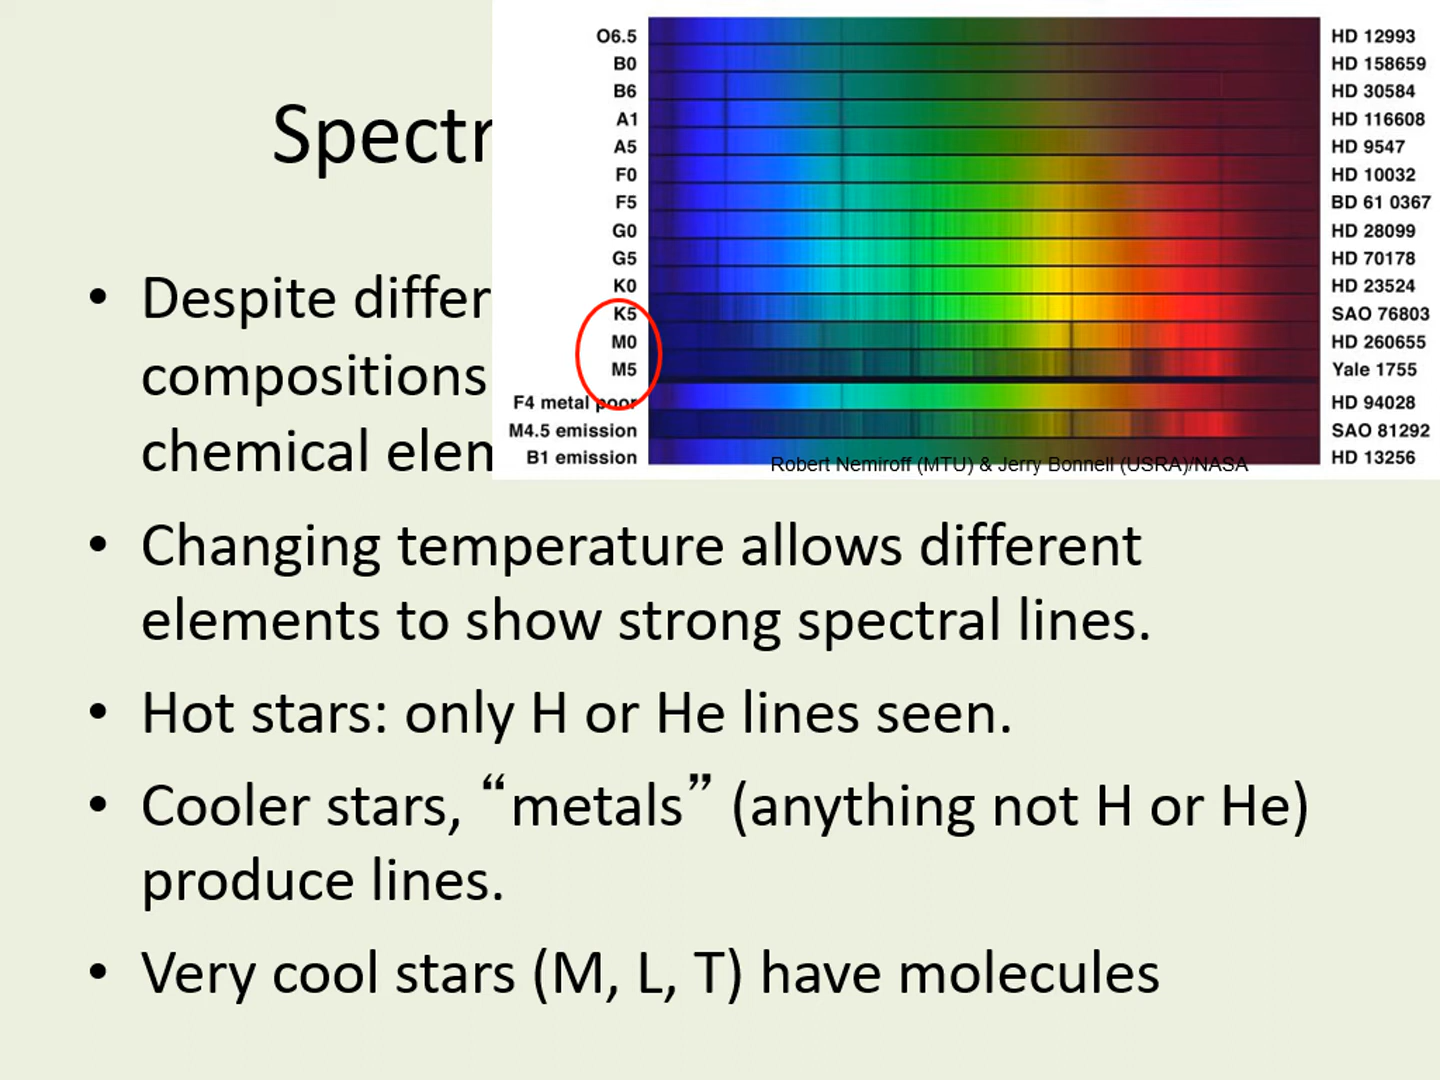 O6.5 HD 12993
B0 HD 158659
B6 HD 30584
A1 HD 116608
A5 HD 9547
F0 HD 10032
F5 BD 61 0367
G0 HD 28099
G5 HD 70178
K0 HD 23524
K5 SAO 76803
M0 HD 260655
M5 Yale 1755
F4 metal poor HD 94028
M4.5 emission SAO 81292
B1 emission HD 13256
Robert Nemiroff (MTU) & Jerry Bonnell (USRA)/NASA
Spectr
• Despite differ
compositions
chemical elem
• Changing temperature allows different
elements to show strong spectral lines.
• Hot stars: only H or He lines seen.
• Cooler stars, “metals” (anything not H or He)
produce lines.
• Very cool stars (M, L, T) have molecules